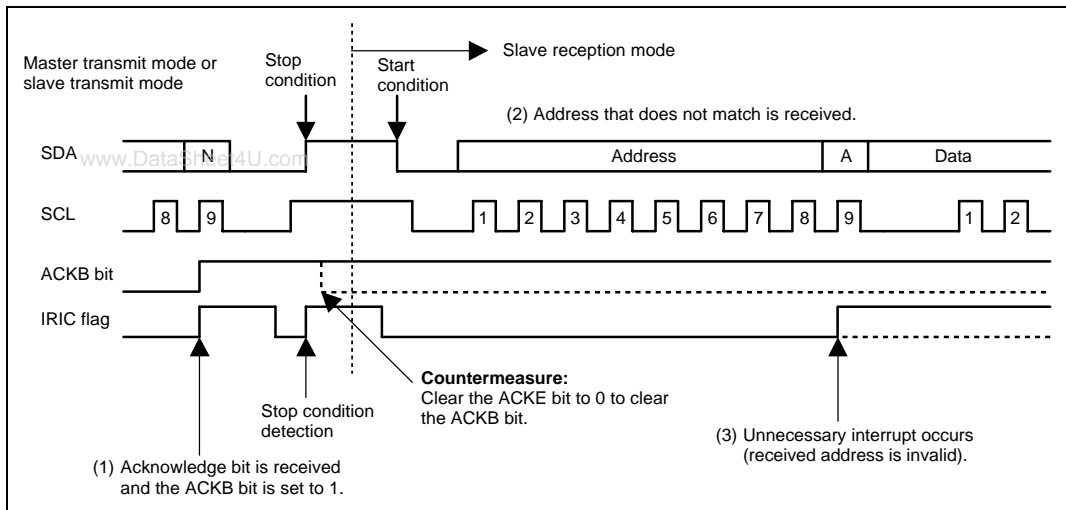 Master transmit mode or
slave transmit mode
Stop
condition
Start
condition
Slave reception mode
(2) Address that does not match is received.
SDA
N
Address
A
Data
www.DataSheet4U.com
SCL
8
9
1
2
3
4
5
6
7
8
9
1
2
ACKB bit
IRIC flag
Countermeasure:
Clear the ACKE bit to 0 to clear
the ACKB bit.
Stop condition
detection
(1) Acknowledge bit is received
and the ACKB bit is set to 1.
(3) Unnecessary interrupt occurs
(received address is invalid).